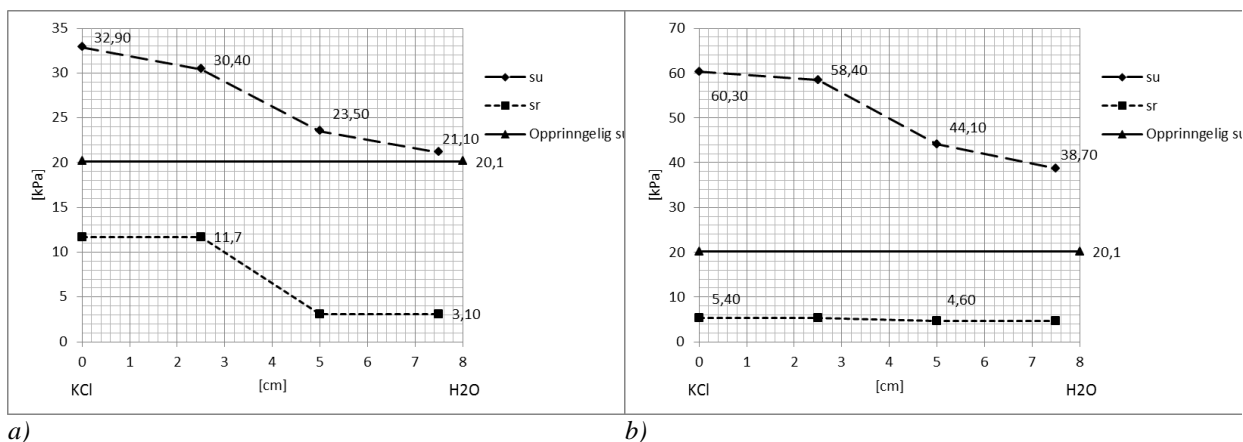 35
30
25
20
15
10
5
0
[kPa]
32,90
30,40
23,50
21,10
20,1
11,7
3,10
0 1 2 3 4 5 6 7 8
KCl [cm] H2O
su
sr
Opprinngelig su
a)
70
60
50
40
30
20
10
0
[kPa]
60,30
58,40
44,10
38,70
20,1
5,40
4,60
0 1 2 3 4 5 6 7 8
KCl [cm] H2O
su
sr
Opprinngelig su
b)